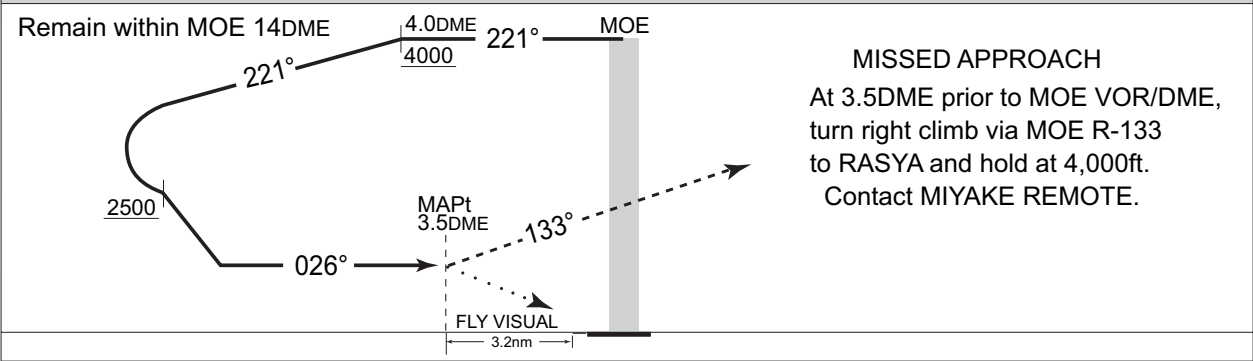 Remain within MOE 14DME
4.0DME
4000
221°
MOE
221°
2500
026°
MAPt
3.5DME
133°
FLY VISUAL
3.2nm
MISSED APPROACH
At 3.5DME prior to MOE VOR/DME,
turn right climb via MOE R-133
to RASYA and hold at 4,000ft.
Contact MIYAKE REMOTE.